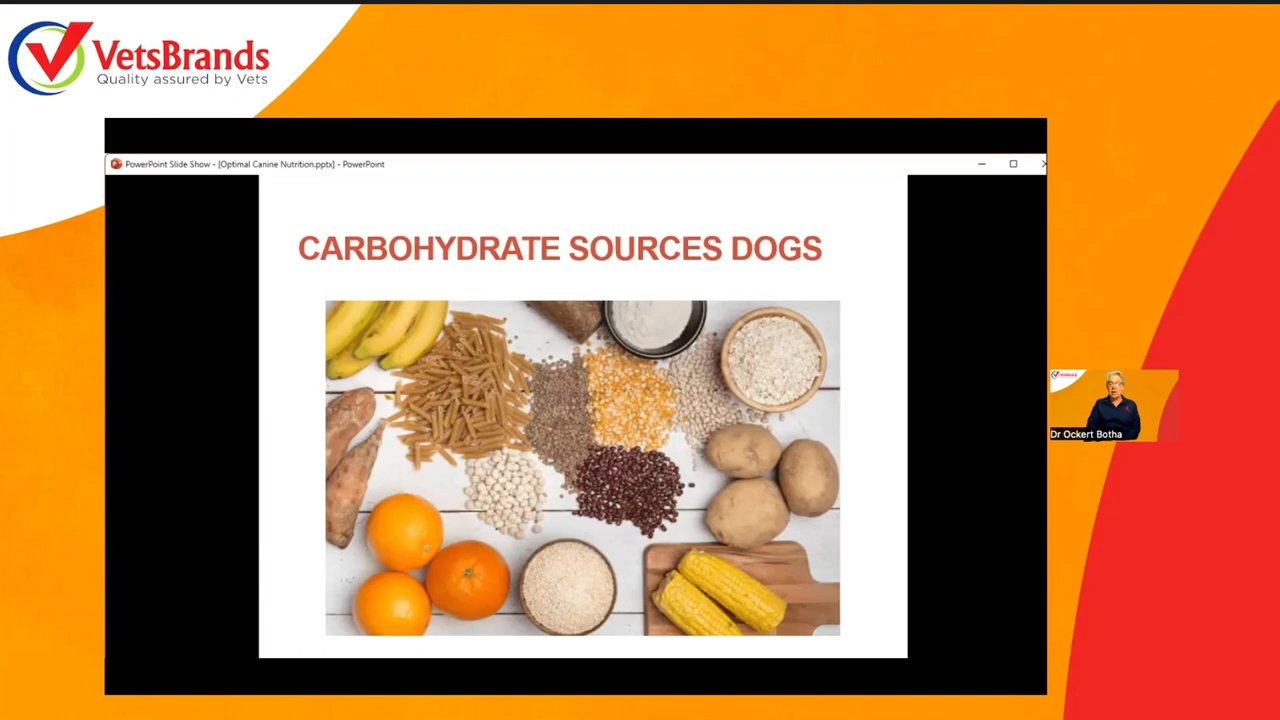 VetsBrands
Quality assured by Vets
PowerPoint Slide Show - [Optimal Canine Nutrition.pptx] - PowerPoint
CARBOHYDRATE SOURCES DOGS
VetsBrands
Dr Ockert Botha